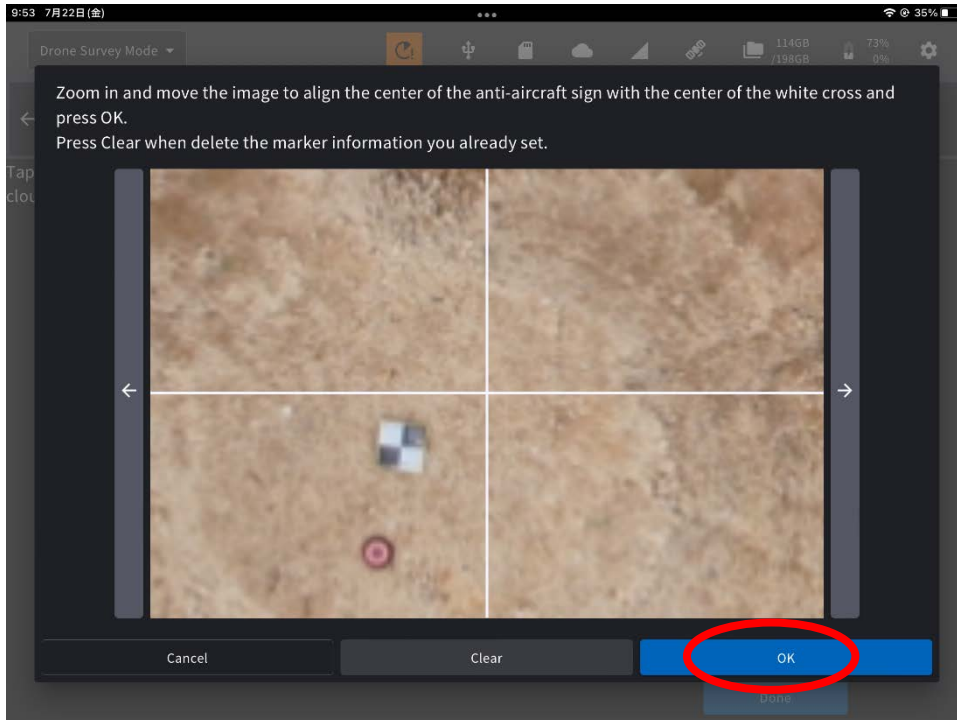 9:53 7月22日(金)
35%
Drone Survey Mode
114GB
/198GB
73%
0%
Zoom in and move the image to align the center of the anti-aircraft sign with the center of the white cross and
press OK.
Press Clear when delete the marker information you already set.
Tap
clou
Cancel
Clear
OK
Done